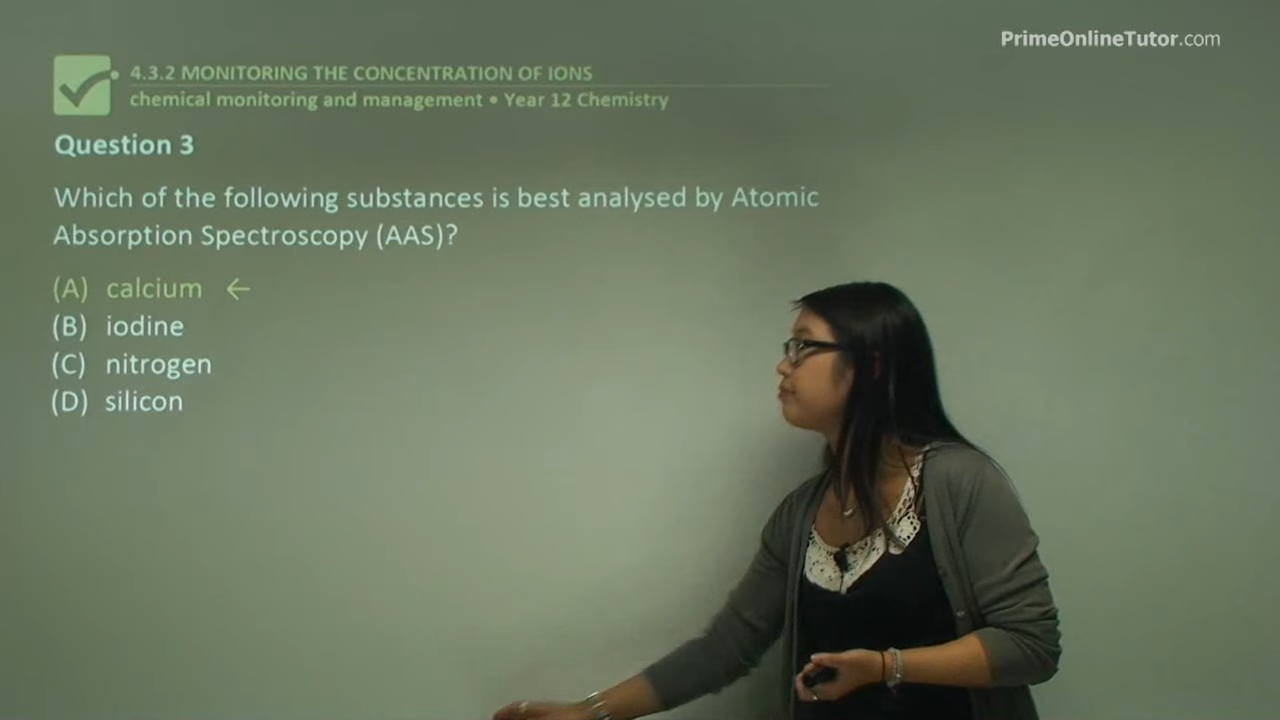 PrimeOnlineTutor.com
4.3.2 MONITORING THE CONCENTRATION OF IONS
chemical monitoring and management • Year 12 Chemistry
Question 3
Which of the following substances is best analysed by Atomic
Absorption Spectroscopy (AAS)?
(A) calcium ←
(B) iodine
(C) nitrogen
(D) silicon